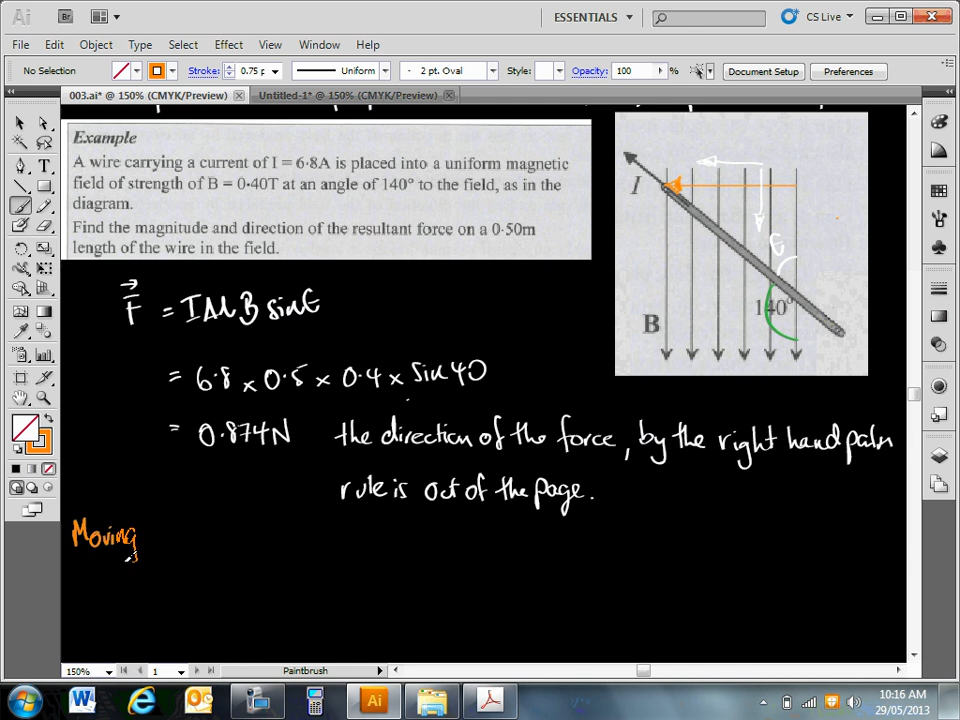 Ai Br ESSENTIALS CS Live
File Edit Object Type Select Effect View Window Help
No Selection Stroke: 0.75 p Uniform 2 pt. Oval Style: Opacity: 100 % Document Setup Preferences
003.ai* @ 150% (CMYK/Preview) Untitled-1* @ 150% (CMYK/Preview)
Example
A wire carrying a current of I = 6·8A is placed into a uniform magnetic
field of strength of B = 0·40T at an angle of 140° to the field, as in the
diagram.
Find the magnitude and direction of the resultant force on a 0·50m
length of the wire in the field.
I
140°
B
= 6.8 × 0.5 × 0.4 × sin 40
= 0.874N the direction of the force, by the right hand palm
rule is out of the page.
Moving
150% 1 Paintbrush
Ai
10:16 AM
29/05/2013